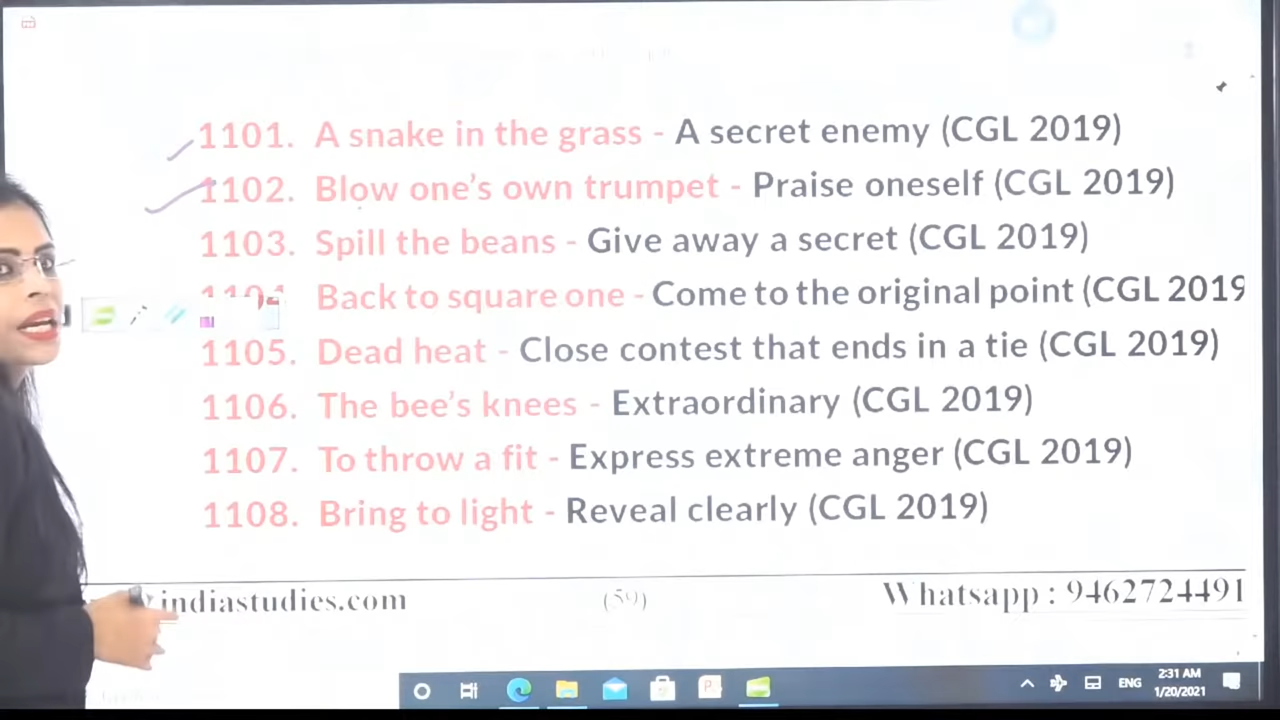 1101. A snake in the grass - A secret enemy (CGL 2019)
1102. Blow one's own trumpet - Praise oneself (CGL 2019)
1103. Spill the beans - Give away a secret (CGL 2019)
1104. Back to square one - Come to the original point (CGL 2019
1105. Dead heat - Close contest that ends in a tie (CGL 2019)
1106. The bee's knees - Extraordinary (CGL 2019)
1107. To throw a fit - Express extreme anger (CGL 2019)
1108. Bring to light - Reveal clearly (CGL 2019)
indiastudies.com (59) Whatsapp : 9462724491
ENG 2:31 AM
1/20/2021